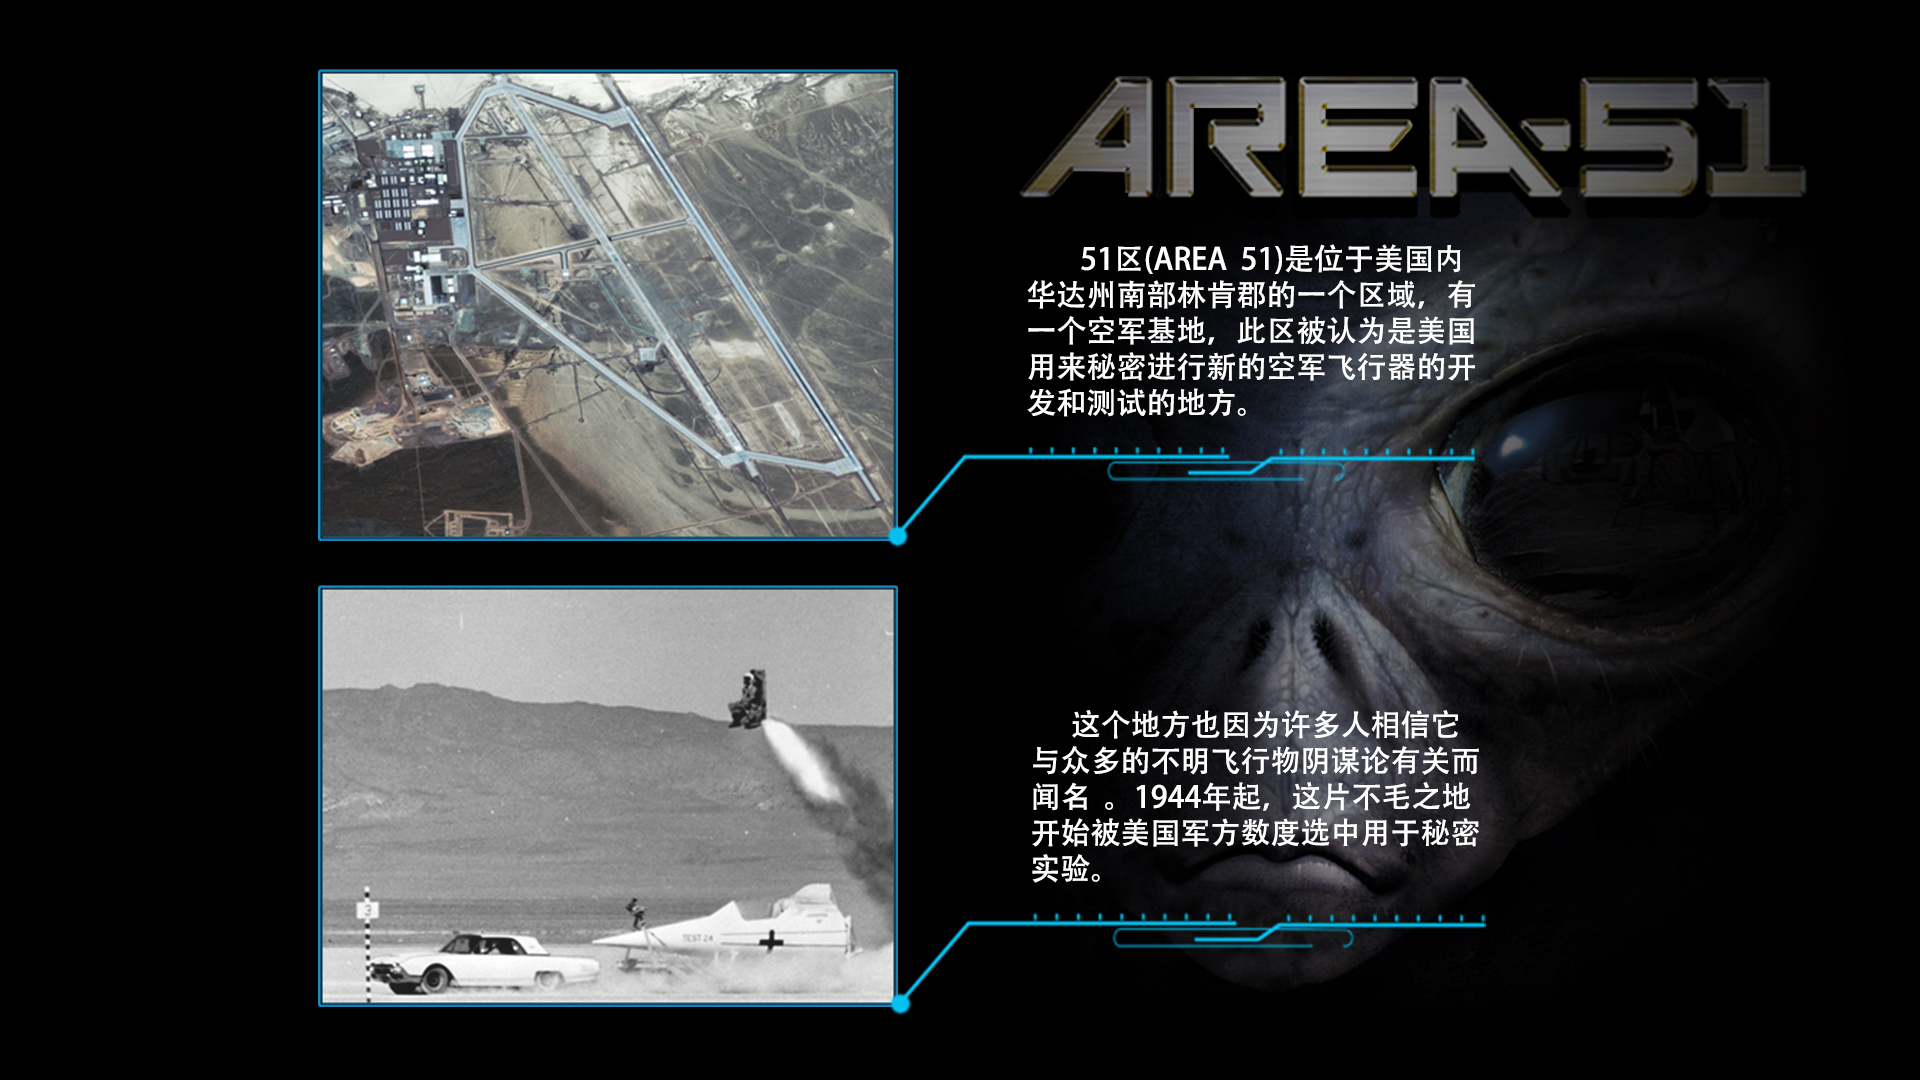 AREA-51
51区(AREA 51)是位于美国内
华达州南部林肯郡的一个区域，有
一个空军基地，此区被认为是美国
用来秘密进行新的空军飞行器的开
发和测试的地方。
这个地方也因为许多人相信它
与众多的不明飞行物阴谋论有关而
闻名 。1944年起，这片不毛之地
开始被美国军方数度选中用于秘密
实验。
3
TEST 24